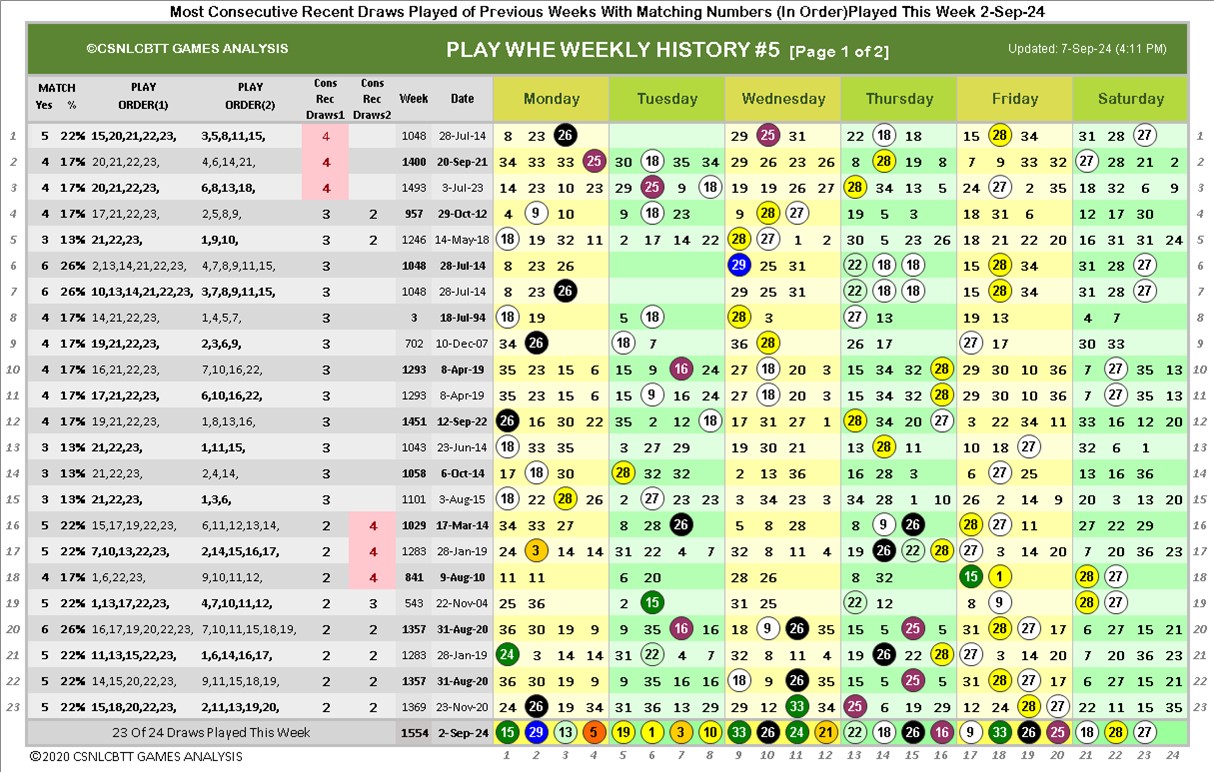 Most Consecutive Recent Draws Played of Previous Weeks With Matching Numbers (In Order)Played This Week 2-Sep-24
©CSNLCBTT GAMES ANALYSIS PLAY WHE WEEKLY HISTORY #5 [Page 1 of 2] Updated: 7-Sep-24 (4:11 PM)
MATCH PLAY PLAY Cons Cons Week Date Monday Tuesday Wednesday Thursday Friday Saturday
Yes % ORDER(1) ORDER(2) Rec Rec
Draws1 Draws2
1 5 22% 15,20,21,22,23, 3,5,8,11,15, 4 1048 28-Jul-14 8 23 26 29 25 31 22 18 18 15 28 34 31 28 23 1
2 4 17% 20,21,22,23, 4,6,14,21, 4 1400 20-Sep-21 34 33 33 25 30 18 35 34 29 26 23 26 8 28 19 8 7 9 33 32 27 28 21 2 2
3 4 17% 20,21,22,23, 6,8,13,18, 4 1493 3-Jul-23 14 23 10 23 29 25 9 18 19 19 26 27 28 34 13 5 24 27 2 35 18 32 6 9 3
4 4 17% 17,21,22,23, 2,5,8,9, 3 2 957 29-Oct-12 4 9 10 9 18 23 9 28 27 19 5 3 18 31 6 12 17 30 4
5 3 13% 21,22,23, 1,9,10, 3 2 1246 14-May-18 18 19 32 11 2 17 14 22 28 27 1 2 30 5 23 26 18 21 22 20 16 31 31 24 5
6 26% 2,13,14,21,22,23, 4,7,8,9,11,15, 3 1048 28-Jul-14 8 23 26 29 25 31 22 18 18 15 28 34 31 28 23 6
7 26% 10,13,14,21,22,23, 3,7,8,9,11,15, 3 1048 28-Jul-14 8 23 26 29 25 31 22 18 18 15 28 34 31 28 23 7
8 4 17% 14,21,22,23, 1,4,5,7, 3 3 18-Jul-94 18 19 5 18 28 3 27 13 19 13 4 7 8
9 4 17% 19,21,22,23, 2,3,6,9, 3 702 10-Dec-07 34 26 18 7 36 28 26 17 27 17 30 33 9
10 4 17% 16,21,22,23, 7,10,16,22, 3 1293 8-Apr-19 35 23 15 6 15 9 16 24 27 18 20 3 15 34 32 28 29 30 10 36 7 22 35 13 10
11 4 17% 11,21,22,23, 6,10,16,22, 3 1293 8-Apr-19 35 23 15 6 15 9 16 24 27 18 20 3 15 34 32 28 29 30 10 36 7 22 35 13 11
12 4 17% 19,21,22,23, 1,8,13,16, 3 1451 12-Sep-22 26 16 30 22 35 2 12 18 17 31 27 1 28 34 20 27 3 22 34 11 33 16 12 20 12
13 3 13% 21,22,23, 1,11,15, 3 1043 23-Jun-14 18 33 35 3 27 29 19 30 21 13 28 11 10 18 27 32 6 1 13
14 3 13% 21,22,23, 2,4,14, 3 1058 6-Oct-14 17 18 30 28 32 32 2 13 36 16 28 3 6 27 25 13 16 36 14
15 3 13% 21,22,23, 1,3,6, 3 1101 3-Aug-15 18 22 28 26 2 27 23 23 3 34 23 3 34 28 1 10 26 2 14 9 20 3 13 20 15
16 5 22% 15,17,19,22,23, 6,11,12,13,14, 2 4 1029 17-Mar-14 34 33 27 8 28 26 5 8 28 8 9 26 28 27 11 27 22 29 16
17 5 22% 7,10,13,22,23, 2,14,15,16,17, 2 4 1283 28-Jan-19 24 3 14 14 31 22 4 7 32 8 11 4 19 26 22 28 27 3 14 20 7 20 36 23 17
18 4 17% 1,6,22,23, 9,10,11,12, 2 4 841 9-Aug-10 11 11 6 20 28 26 8 32 15 1 28 27 18
19 5 22% 1,13,17,22,23, 4,7,10,11,12, 2 3 543 22-Nov-04 25 36 2 15 31 25 22 12 8 9 28 27 19
20 6 26% 16,17,19,20,22,23, 7,10,11,15,18,19, 2 2 1357 31-Aug-20 36 30 19 9 9 35 16 16 18 9 26 35 15 5 25 5 31 28 27 17 6 27 15 21 20
21 5 22% 11,13,15,22,23, 1,6,14,16,17, 2 2 1283 28-Jan-19 24 3 14 14 31 22 4 7 32 8 11 4 19 26 22 28 27 3 14 20 7 20 36 23 21
22 5 22% 14,15,20,22,23, 9,11,15,18,19, 2 2 1357 31-Aug-20 36 30 19 9 9 35 16 16 18 9 26 35 15 5 25 5 31 28 27 17 6 27 15 21 22
23 5 22% 15,18,20,22,23, 2,11,13,19,20, 2 2 1369 23-Nov-20 24 26 19 34 31 36 13 29 29 12 33 34 25 6 19 29 12 24 28 20 22 11 15 35 23
23 Of 24 Draws Played This Week 1554 2-Sep-24 15 29 13 5 19 1 3 10 33 26 24 21 22 18 26 16 9 33 26 25 18 28 27
©2020 CSNLCBTT GAMES ANALYSIS 1 2 3 4 5 6 7 8 9 10 11 12 13 14 15 16 17 18 19 20 21 22 23 24